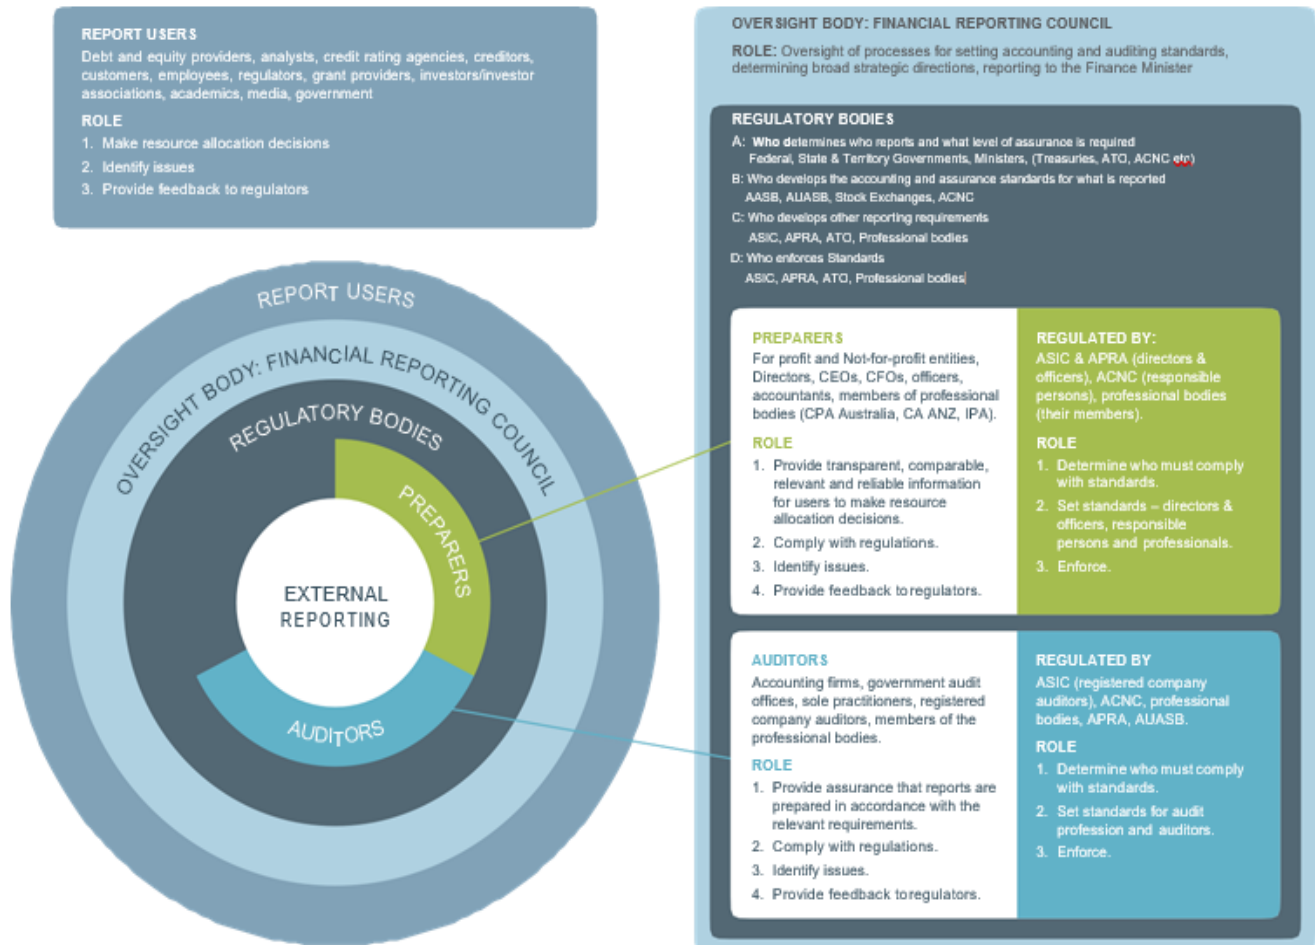 REPORT USERS
Debt and equity providers, analysts, credit rating agencies, creditors,
customers, employees, regulators, grant providers, investors/investor
associations, academics, media, government
ROLE
1. Make resource allocation decisions
2. Identify issues
3. Provide feedback to regulators
REPORT USERS
OVERSIGHT BODY: FINANCIAL REPORTING COUNCIL
REGULATORY BODIES
PREPARERS
EXTERNAL
REPORTING
AUDITORS
OVERSIGHT BODY: FINANCIAL REPORTING COUNCIL
ROLE: Oversight of processes for setting accounting and auditing standards,
determining broad strategic directions, reporting to the Finance Minister
REGULATORY BODIES
A: Who determines who reports and what level of assurance is required
Federal, State & Territory Governments, Ministers, (Treasuries, ATO, ACNC etc)
B: Who develops the accounting and assurance standards for what is reported
AASB, AUASB, Stock Exchanges, ACNC
C: Who develops other reporting requirements
ASIC, APRA, ATO, Professional bodies
D: Who enforces Standards
ASIC, APRA, ATO, Professional bodies
PREPARERS
For profit and Not-for-profit entities,
Directors, CEOs, CFOs, officers,
accountants, members of professional
bodies (CPA Australia, CA ANZ, IPA).
ROLE
1. Provide transparent, comparable,
relevant and reliable information
for users to make resource
allocation decisions.
2. Comply with regulations.
3. Identify issues.
4. Provide feedback to regulators.
REGULATED BY:
ASIC & APRA (directors &
officers), ACNC (responsible
persons), professional bodies
(their members).
ROLE
1. Determine who must comply
with standards.
2. Set standards – directors &
officers, responsible
persons and professionals.
3. Enforce.
AUDITORS
Accounting firms, government audit
offices, sole practitioners, registered
company auditors, members of the
professional bodies.
ROLE
1. Provide assurance that reports are
prepared in accordance with the
relevant requirements.
2. Comply with regulations.
3. Identify issues.
4. Provide feedback to regulators.
REGULATED BY
ASIC (registered company
auditors), ACNC, professional
bodies, APRA, AUASB.
ROLE
1. Determine who must comply
with standards.
2. Set standards for audit
profession and auditors.
3. Enforce.